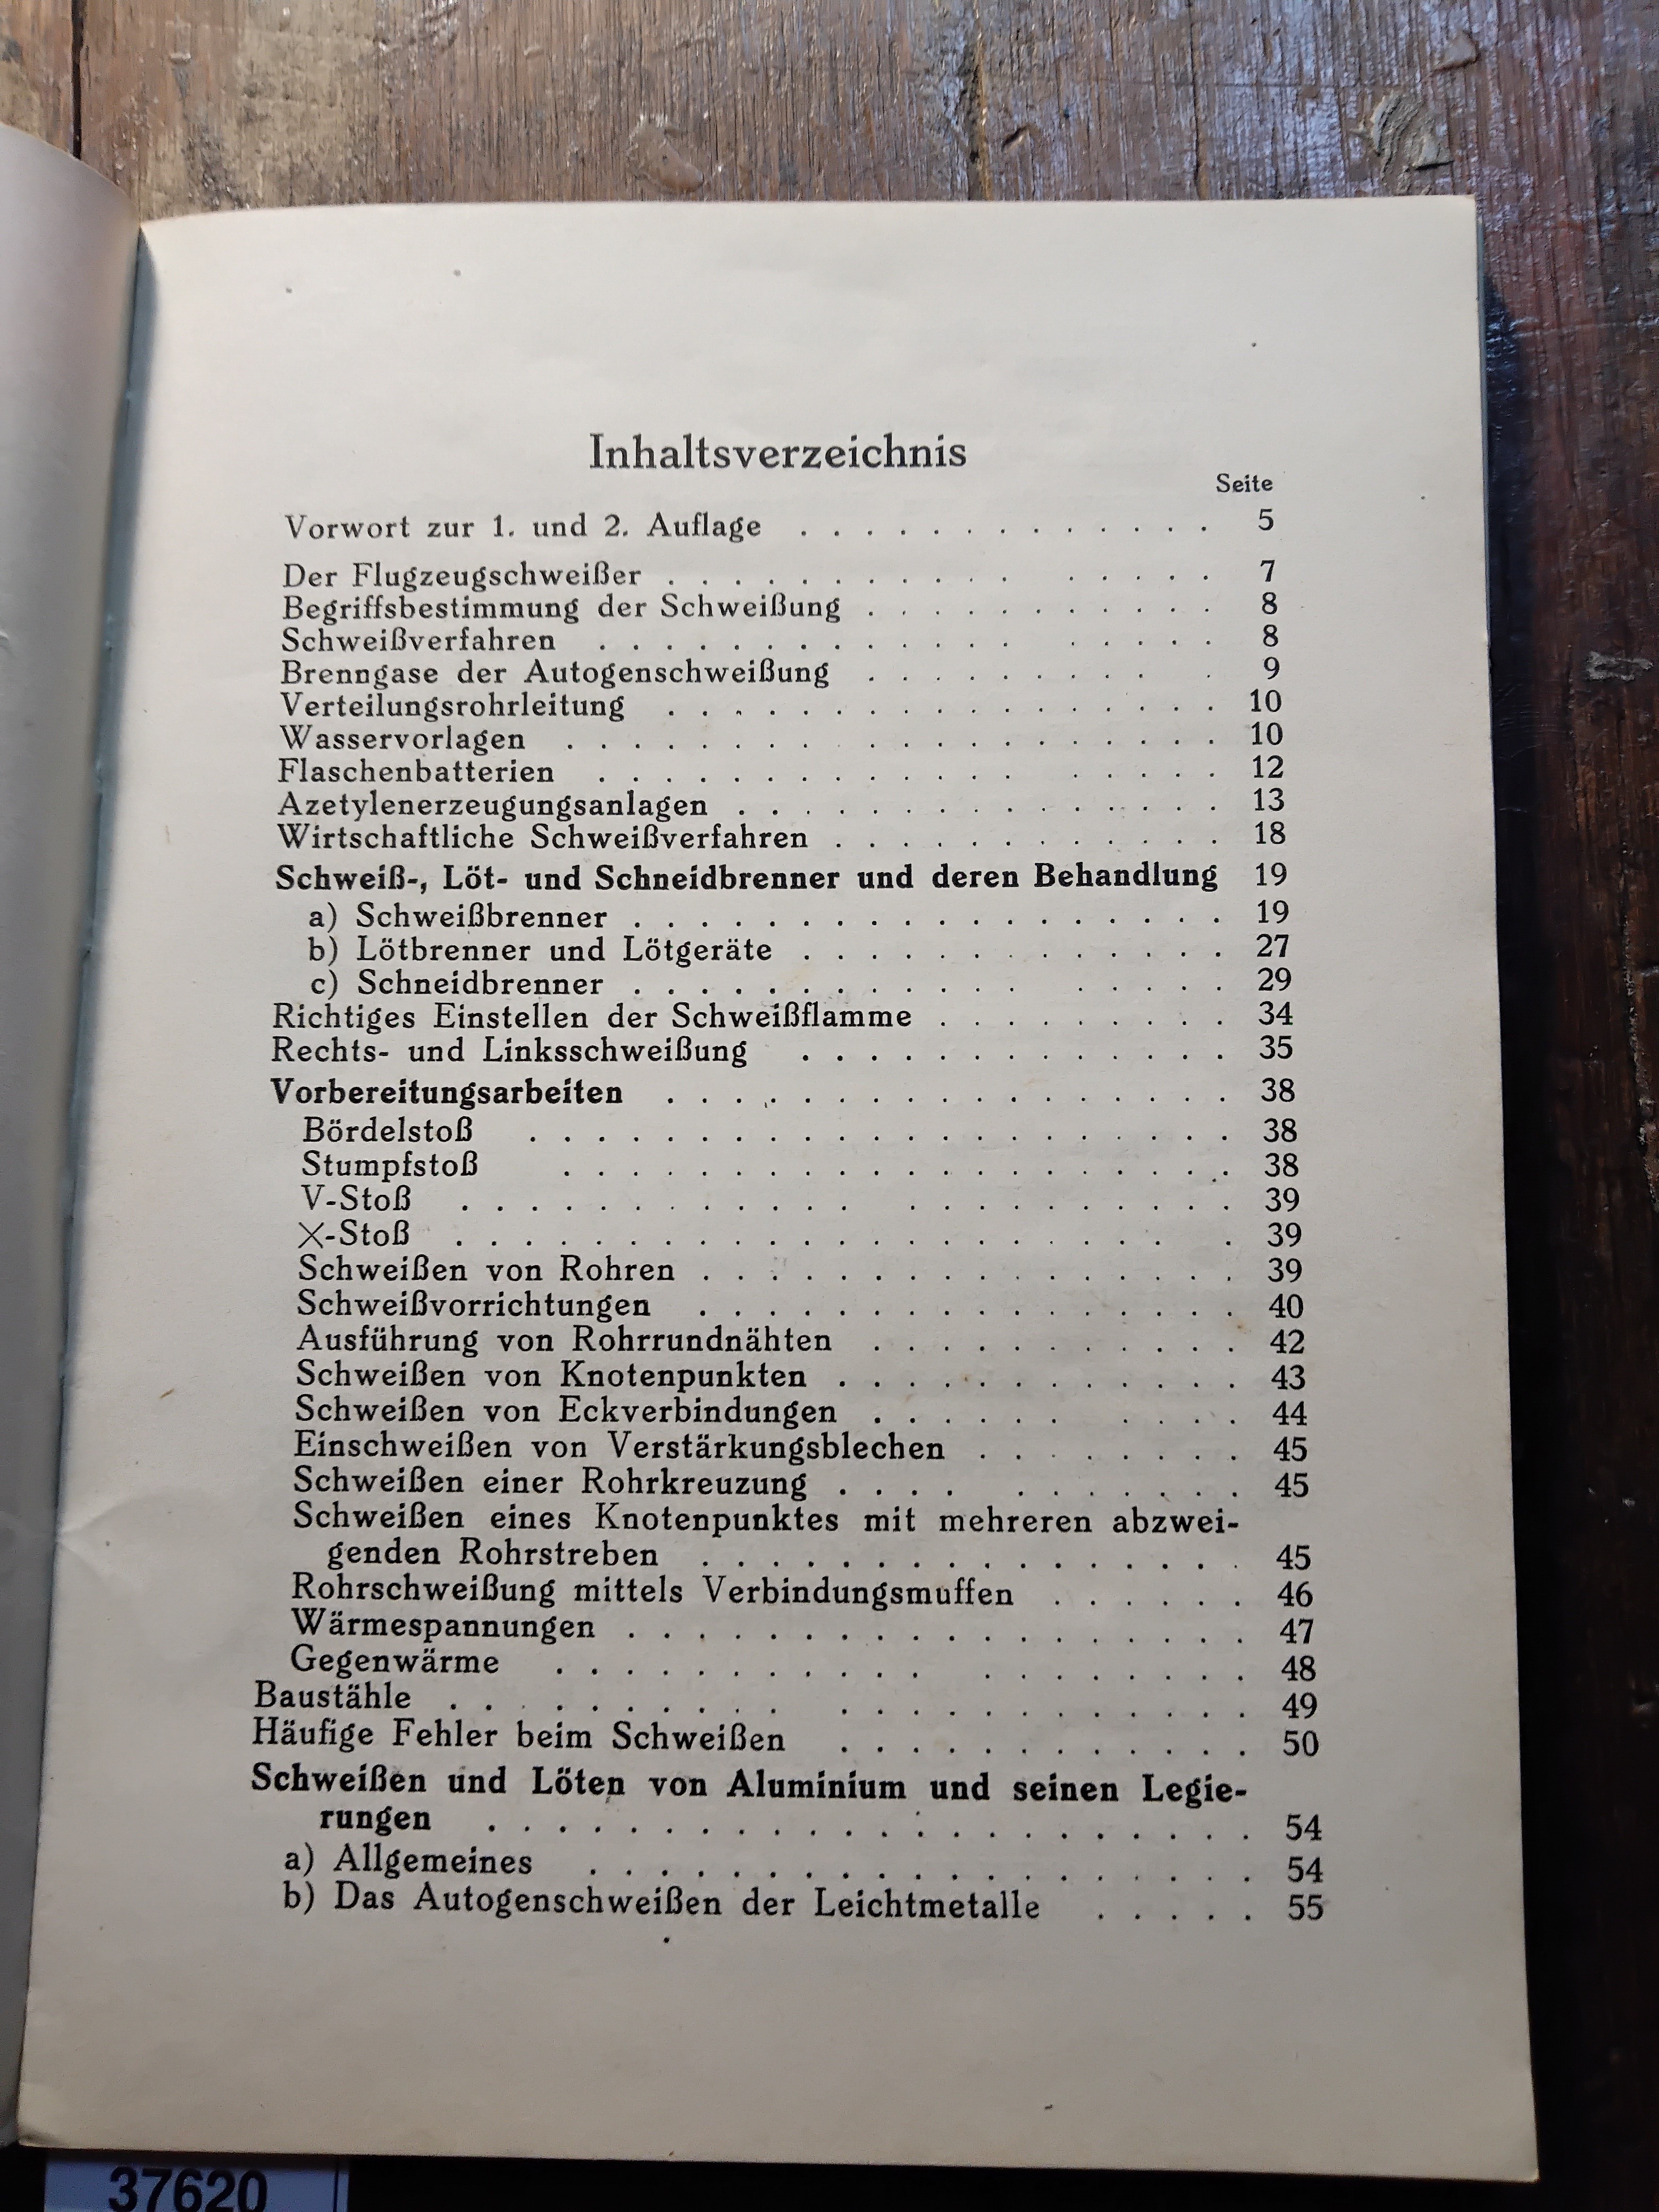 Inhaltsverzeichnis
Seite
Vorwort zur 1. und 2. Auflage . . . . . . . . . . . . . 5
Der Flugzeugschweißer . . . . . . . . . . . . . . . . 7
Begriffsbestimmung der Schweißung . . . . . . . . . . . 8
Schweißverfahren . . . . . . . . . . . . . . . . . . 8
Brenngase der Autogenschweißung . . . . . . . . . . 9
Verteilungsrohrleitung . . . . . . . . . . . . . . . . . 10
Wasservorlagen . . . . . . . . . . . . . . . . . . . . 10
Flaschenbatterien . . . . . . . . . . . . . . . . . . 12
Azetylenerzeugungsanlagen . . . . . . . . . . . . . . . 13
Wirtschaftliche Schweißverfahren . . . . . . . . . . . . 18
Schweiß-, Löt- und Schneidbrenner und deren Behandlung 19
a) Schweißbrenner . . . . . . . . . . . . . . . . . . 19
b) Lötbrenner und Lötgeräte . . . . . . . . . . . . . 27
c) Schneidbrenner . . . . . . . . . . . . . . . . . 29
Richtiges Einstellen der Schweißflamme . . . . . . . . . 34
Rechts- und Linksschweißung . . . . . . . . . . . . . 35
Vorbereitungsarbeiten . . . . . . . . . . . . . . . . . 38
Bördelstoß . . . . . . . . . . . . . . . . . . . . . 38
Stumpfstoß . . . . . . . . . . . . . . . . . . . . 38
V-Stoß . . . . . . . . . . . . . . . . . . . . . . 39
X-Stoß . . . . . . . . . . . . . . . . . . . . . 39
Schweißen von Rohren . . . . . . . . . . . . . . . . 39
Schweißvorrichtungen . . . . . . . . . . . . . . . . 40
Ausführung von Rohrrundnähten . . . . . . . . . . . 42
Schweißen von Knotenpunkten . . . . . . . . . . . . 43
Schweißen von Eckverbindungen . . . . . . . . . . 44
Einschweißen von Verstärkungsblechen . . . . . . . . 45
Schweißen einer Rohrkreuzung . . . . . . . . . . . 45
Schweißen eines Knotenpunktes mit mehreren abzwei-
genden Rohrstreben . . . . . . . . . . . . . . . . 45
Rohrschweißung mittels Verbindungsmuffen . . . . . . 46
Wärmespannungen . . . . . . . . . . . . . . . . . . 47
Gegenwärme . . . . . . . . . . . . . . . . . . . 48
Baustähle . . . . . . . . . . . . . . . . . . . . . . 49
Häufige Fehler beim Schweißen . . . . . . . . . . . . 50
Schweißen und Löten von Aluminium und seinen Legie-
rungen . . . . . . . . . . . . . . . . . . . . . . 54
a) Allgemeines . . . . . . . . . . . . . . . . . . . 54
b) Das Autogenschweißen der Leichtmetalle . . . . . 55
37620